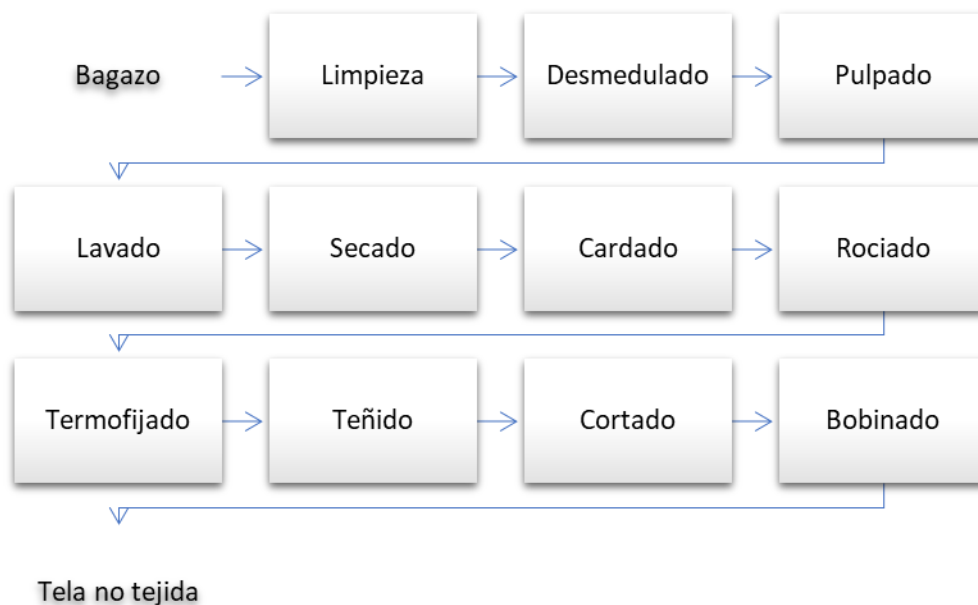 Bagazo
Limpieza
Desmedulado
Pulpado
Lavado
Secado
Cardado
Rociado
Termofijado
Teñido
Cortado
Bobinado
Tela no tejida